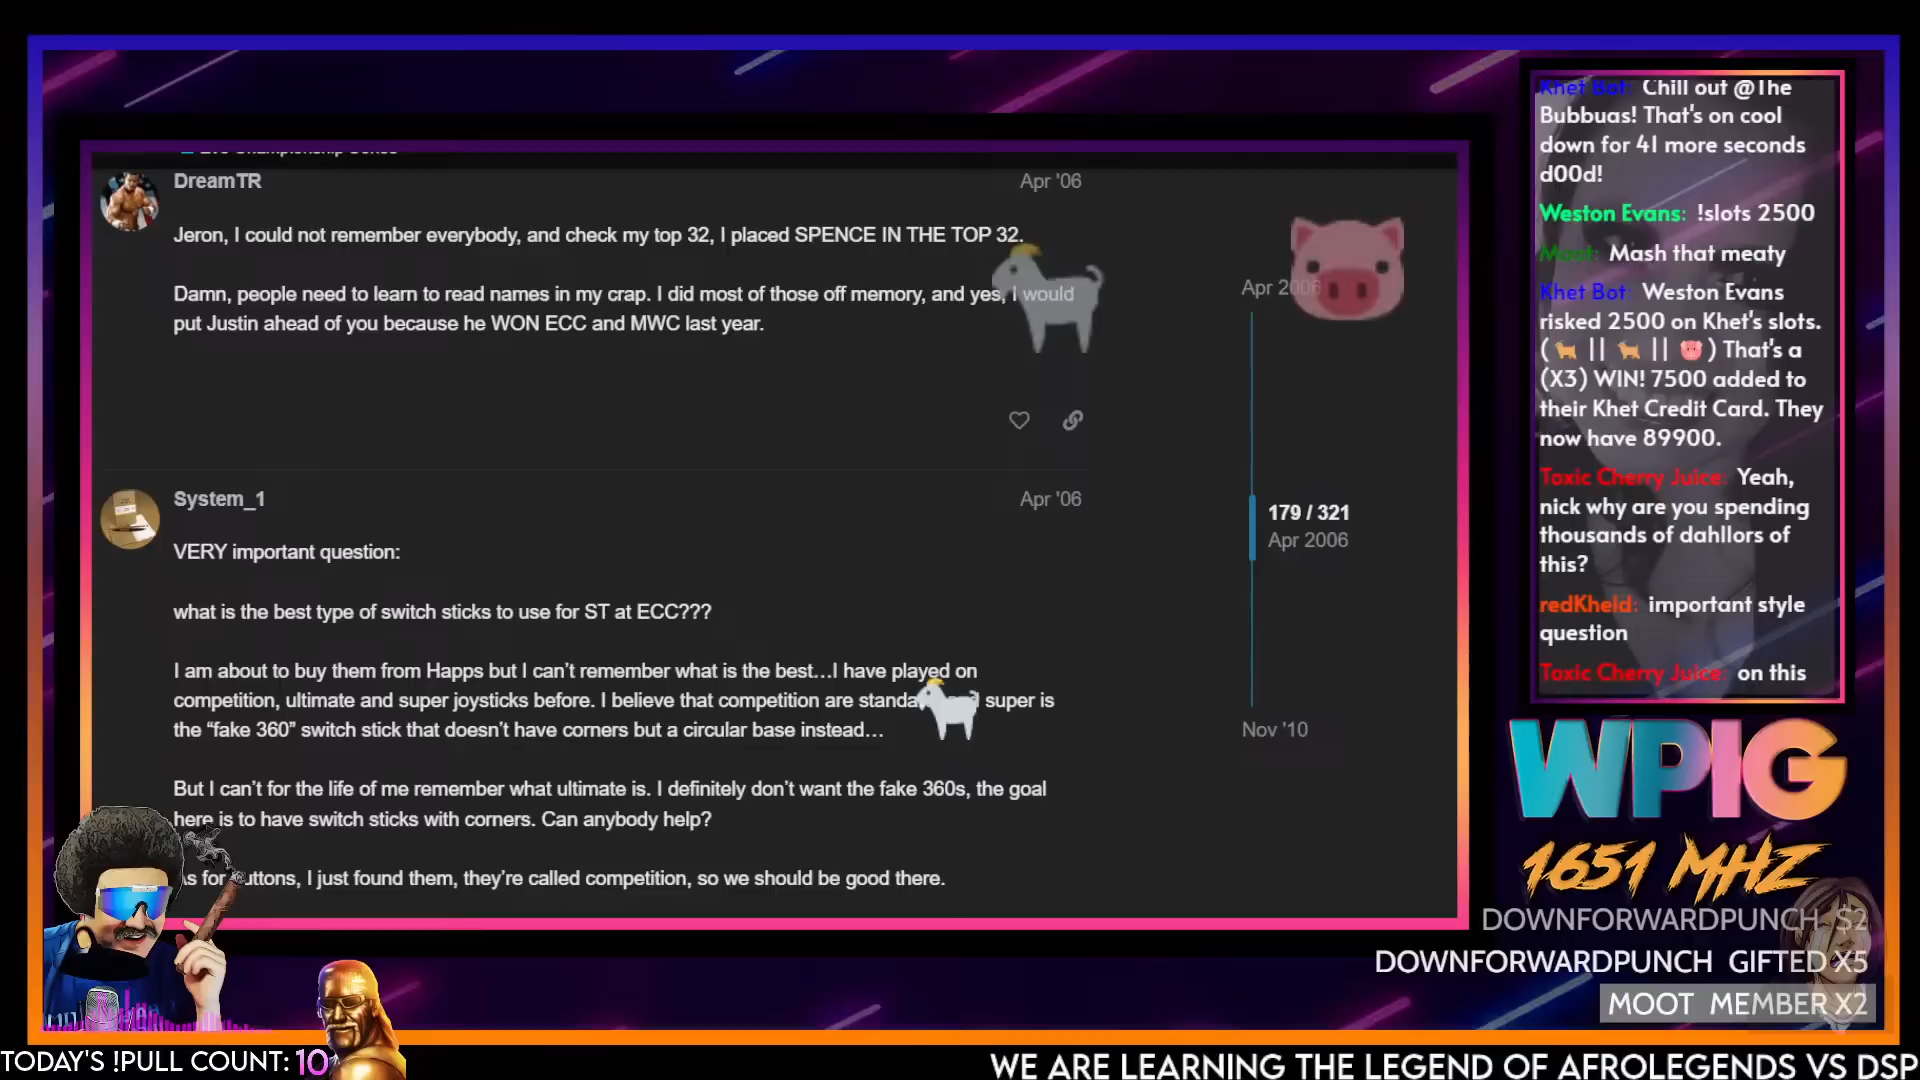 DreamTR
Apr '06
Jeron, I could not remember everybody, and check my top 32, I placed SPENCE IN THE TOP 32.
Damn, people need to learn to read names in my crap. I did most of those off memory, and yes, I would
put Justin ahead of you because he WON ECC and MWC last year.
System_1
Apr '06
VERY important question:
what is the best type of switch sticks to use for ST at ECC???
I am about to buy them from Happs but I can't remember what is the best...I have played on
competition, ultimate and super joysticks before. I believe that competition are super is
the “fake 360” switch stick that doesn't have corners but a circular base instead...
But I can't for the life of me remember what ultimate is. I definitely don't want the fake 360s, the goal
here is to have switch sticks with corners. Can anybody help?
for I just found them, they're called competition, so we should be good there.
Apr 2006
179 / 321
Apr 2006
Nov '10
Khet Bot: Chill out @The
Bubbuas! That's on cool
down for 41 more seconds
d00d!
Weston Evans: !slots 2500
Moot: Mash that meaty
Khet Bot: Weston Evans
risked 2500 on Khet's slots.
( || || ) That's a
(X3) WIN! 7500 added to
their Khet Credit Card. They
now have 89900.
Toxic Cherry Juice: Yeah,
nick why are you spending
thousands of dahllors of
this?
redKheld: important style
question
Toxic Cherry Juice: on this
WPIG
1651 MHZ
DOWNFORWARDPUNCH $2
DOWNFORWARDPUNCH GIFTED X5
MOOT MEMBER X2
TODAY'S !PULL COUNT: 10
WE ARE LEARNING THE LEGEND OF AFROLEGENDS VS DSP